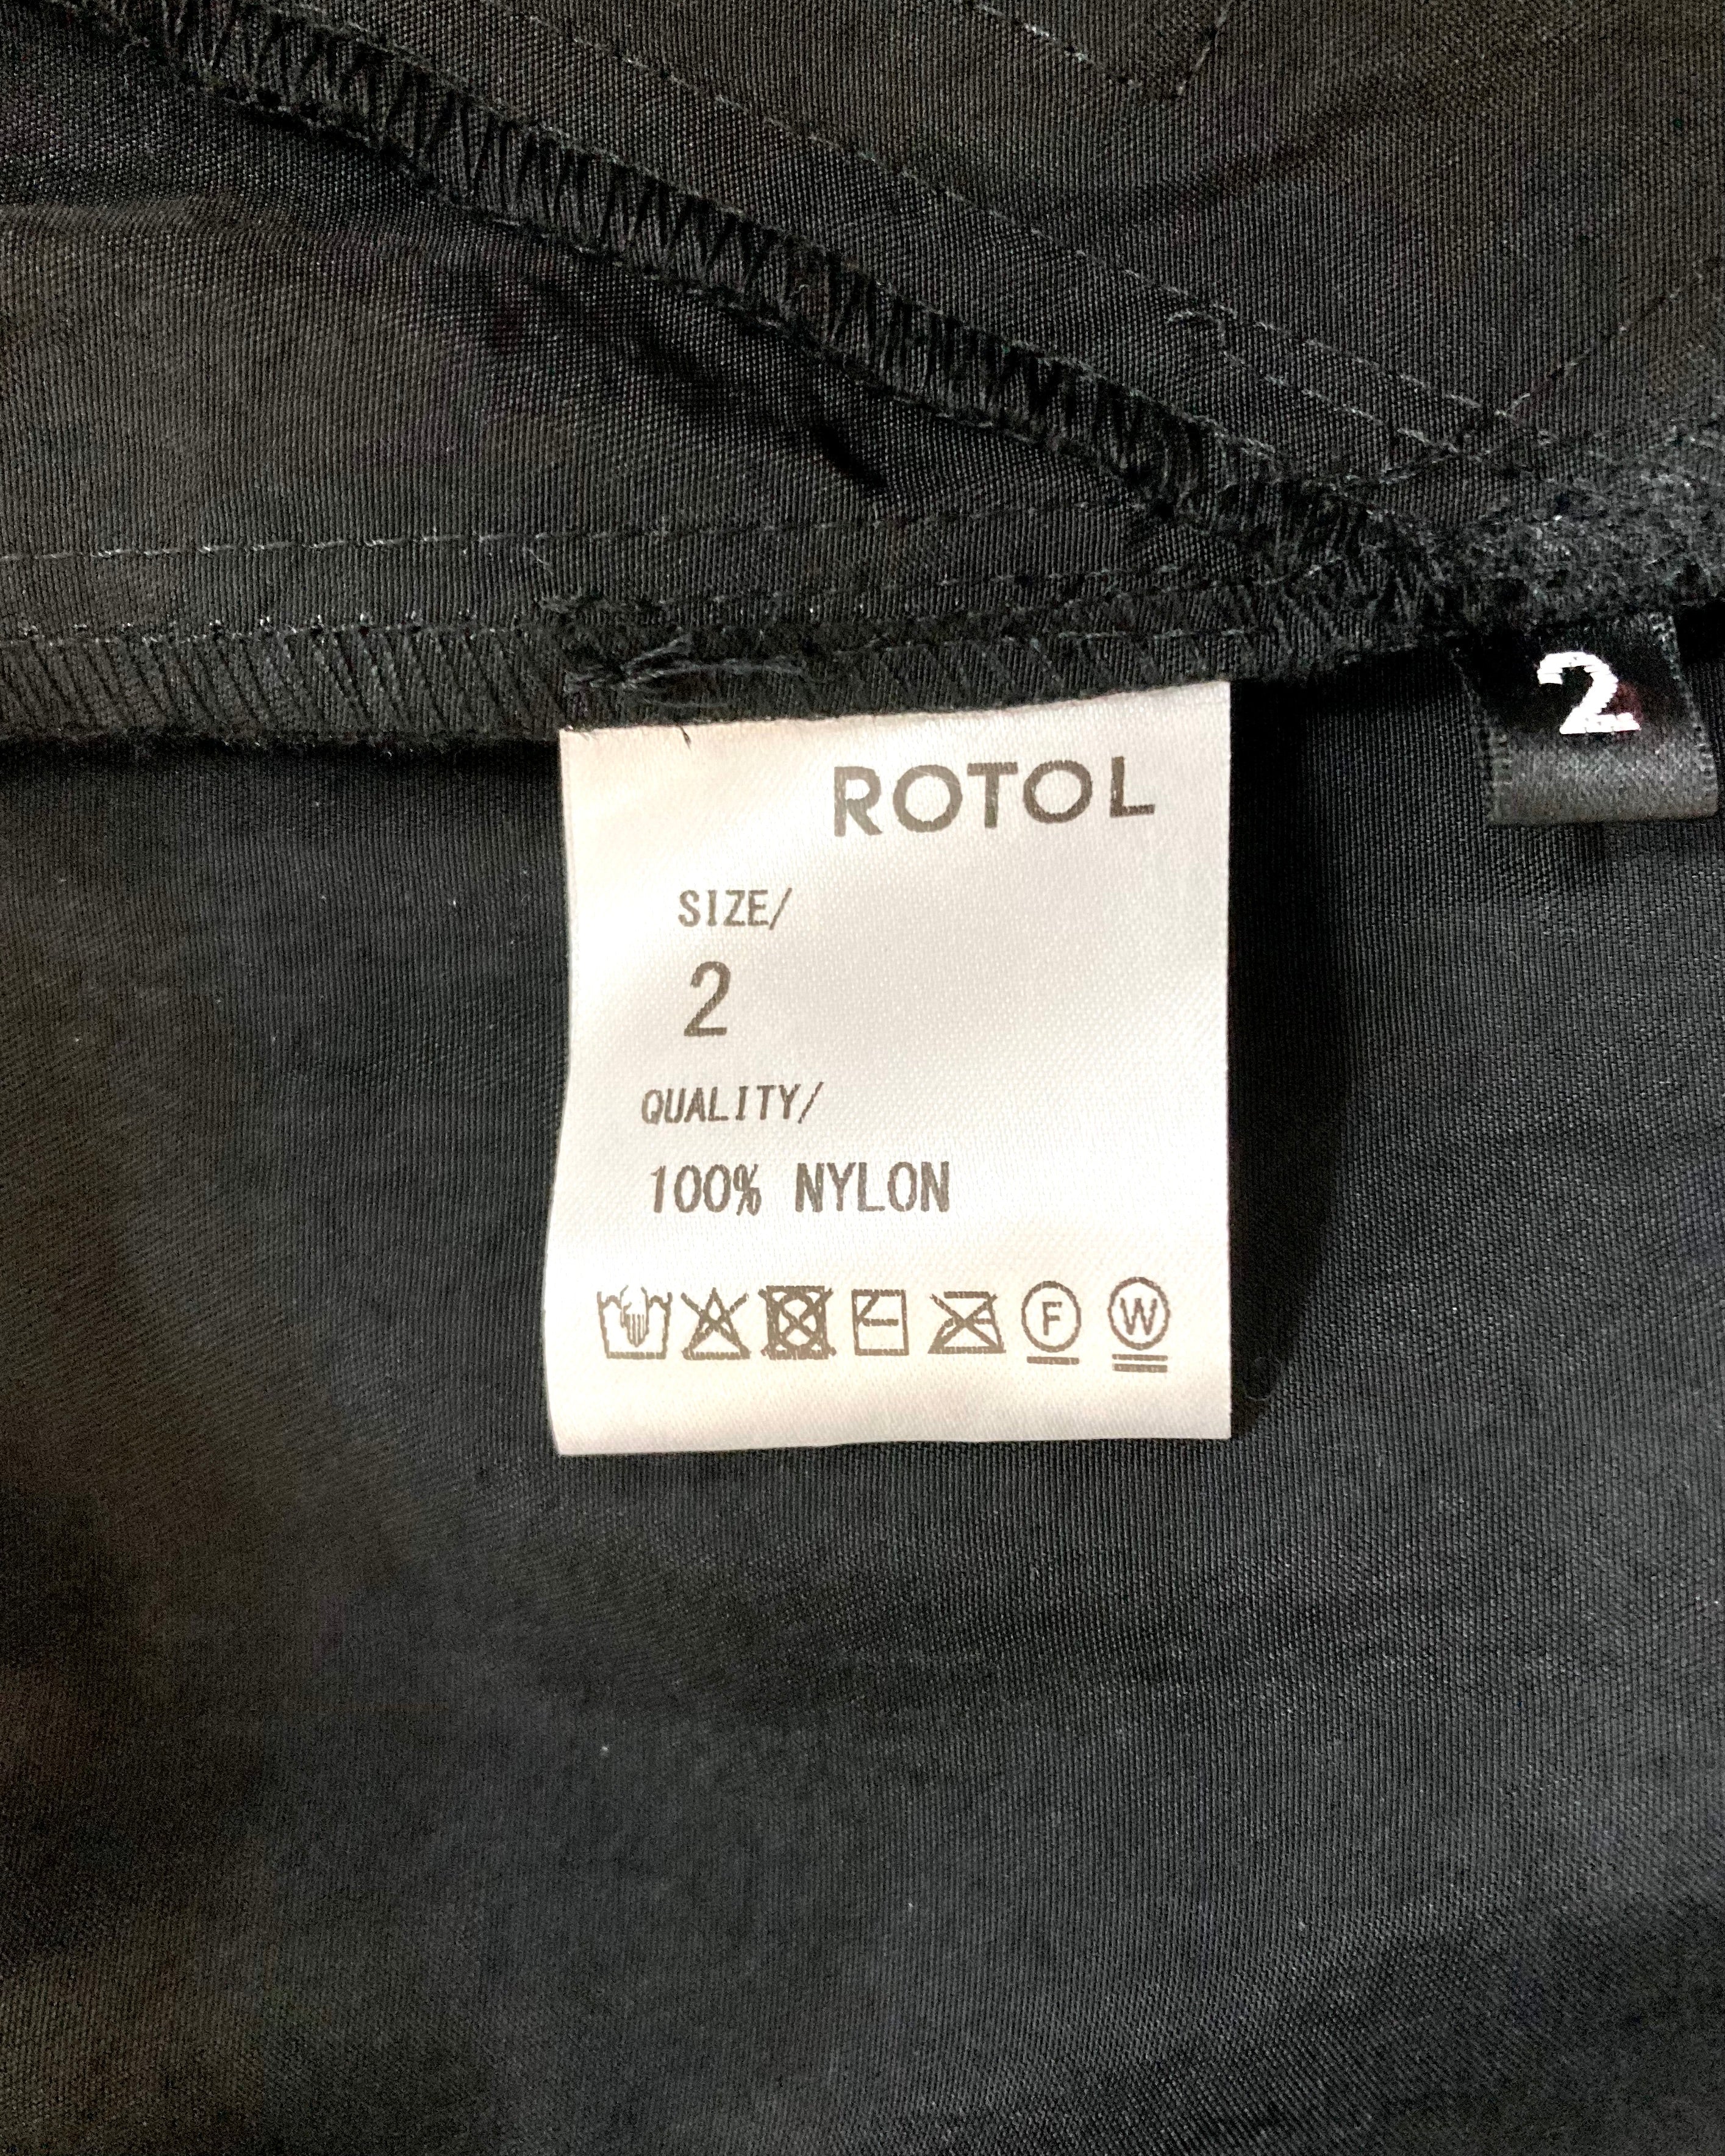 ROTOL
2
SIZE/
2
QUALITY/
100% NYLON
F W